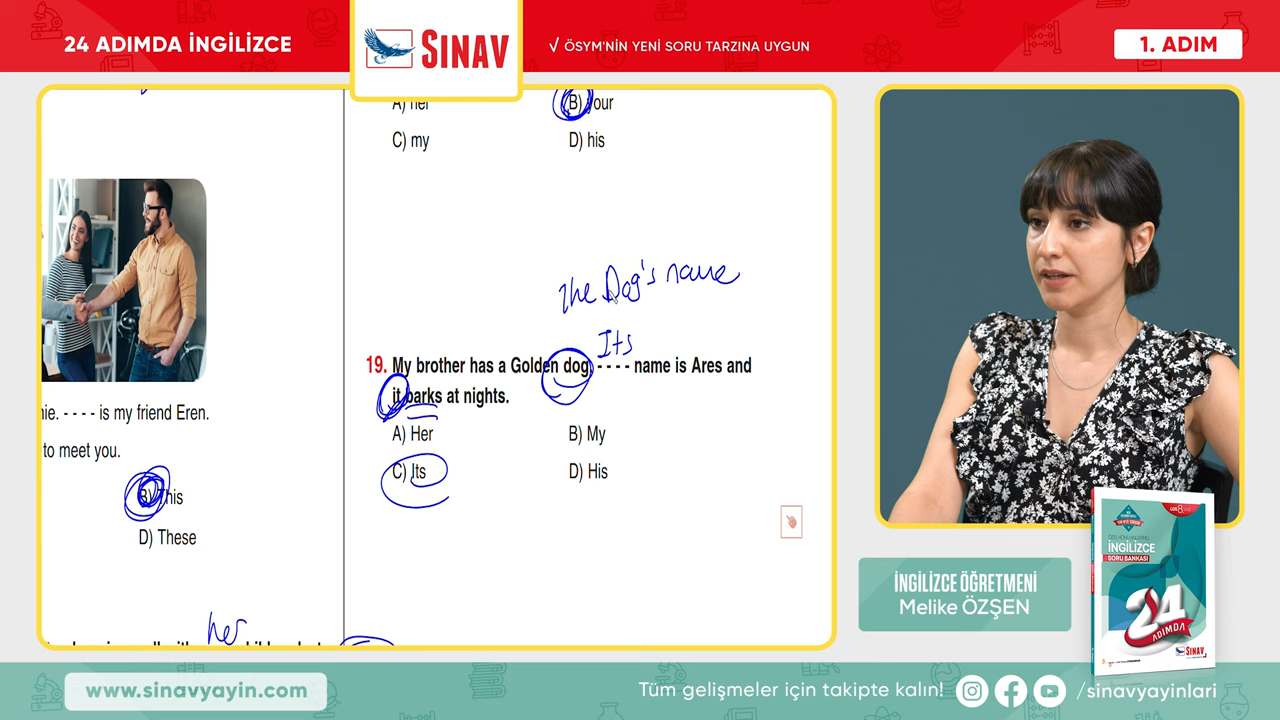 24 ADIMDA İNGİLİZCE
SINAV
√ ÖSYM'NİN YENİ SORU TARZINA UYGUN
1. ADIM
A) her
B) your
C) my
D) his
The Dog's name
Its
19. My brother has a Golden dog. - - - - name is Ares and
it barks at nights.
A) Her
B) My
C) Its
D) His
nie. - - - - is my friend Eren.
to meet you.
B) This
D) These
her
İNGİLİZCE ÖĞRETMENİ
Melike ÖZŞEN
LGS 8
İNGİLİZCE
SORU BANKASI
24
ADIMDA
SINAV
www.sinavyayin.com
Tüm gelişmeler için takipte kalın!
/sinavyayinlari